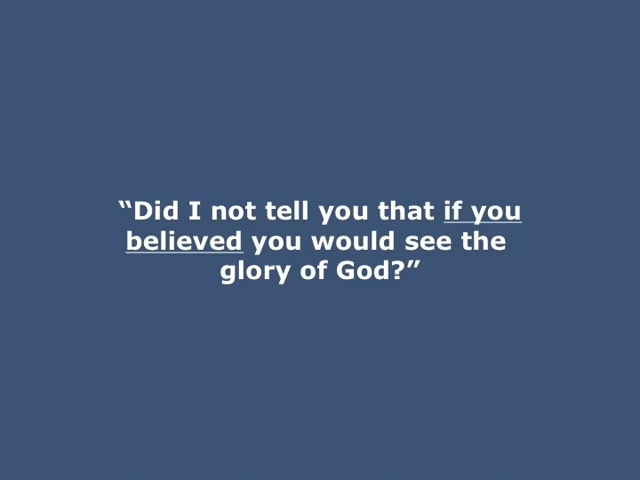 “Did I not tell you that if you
believed you would see the
glory of God?”